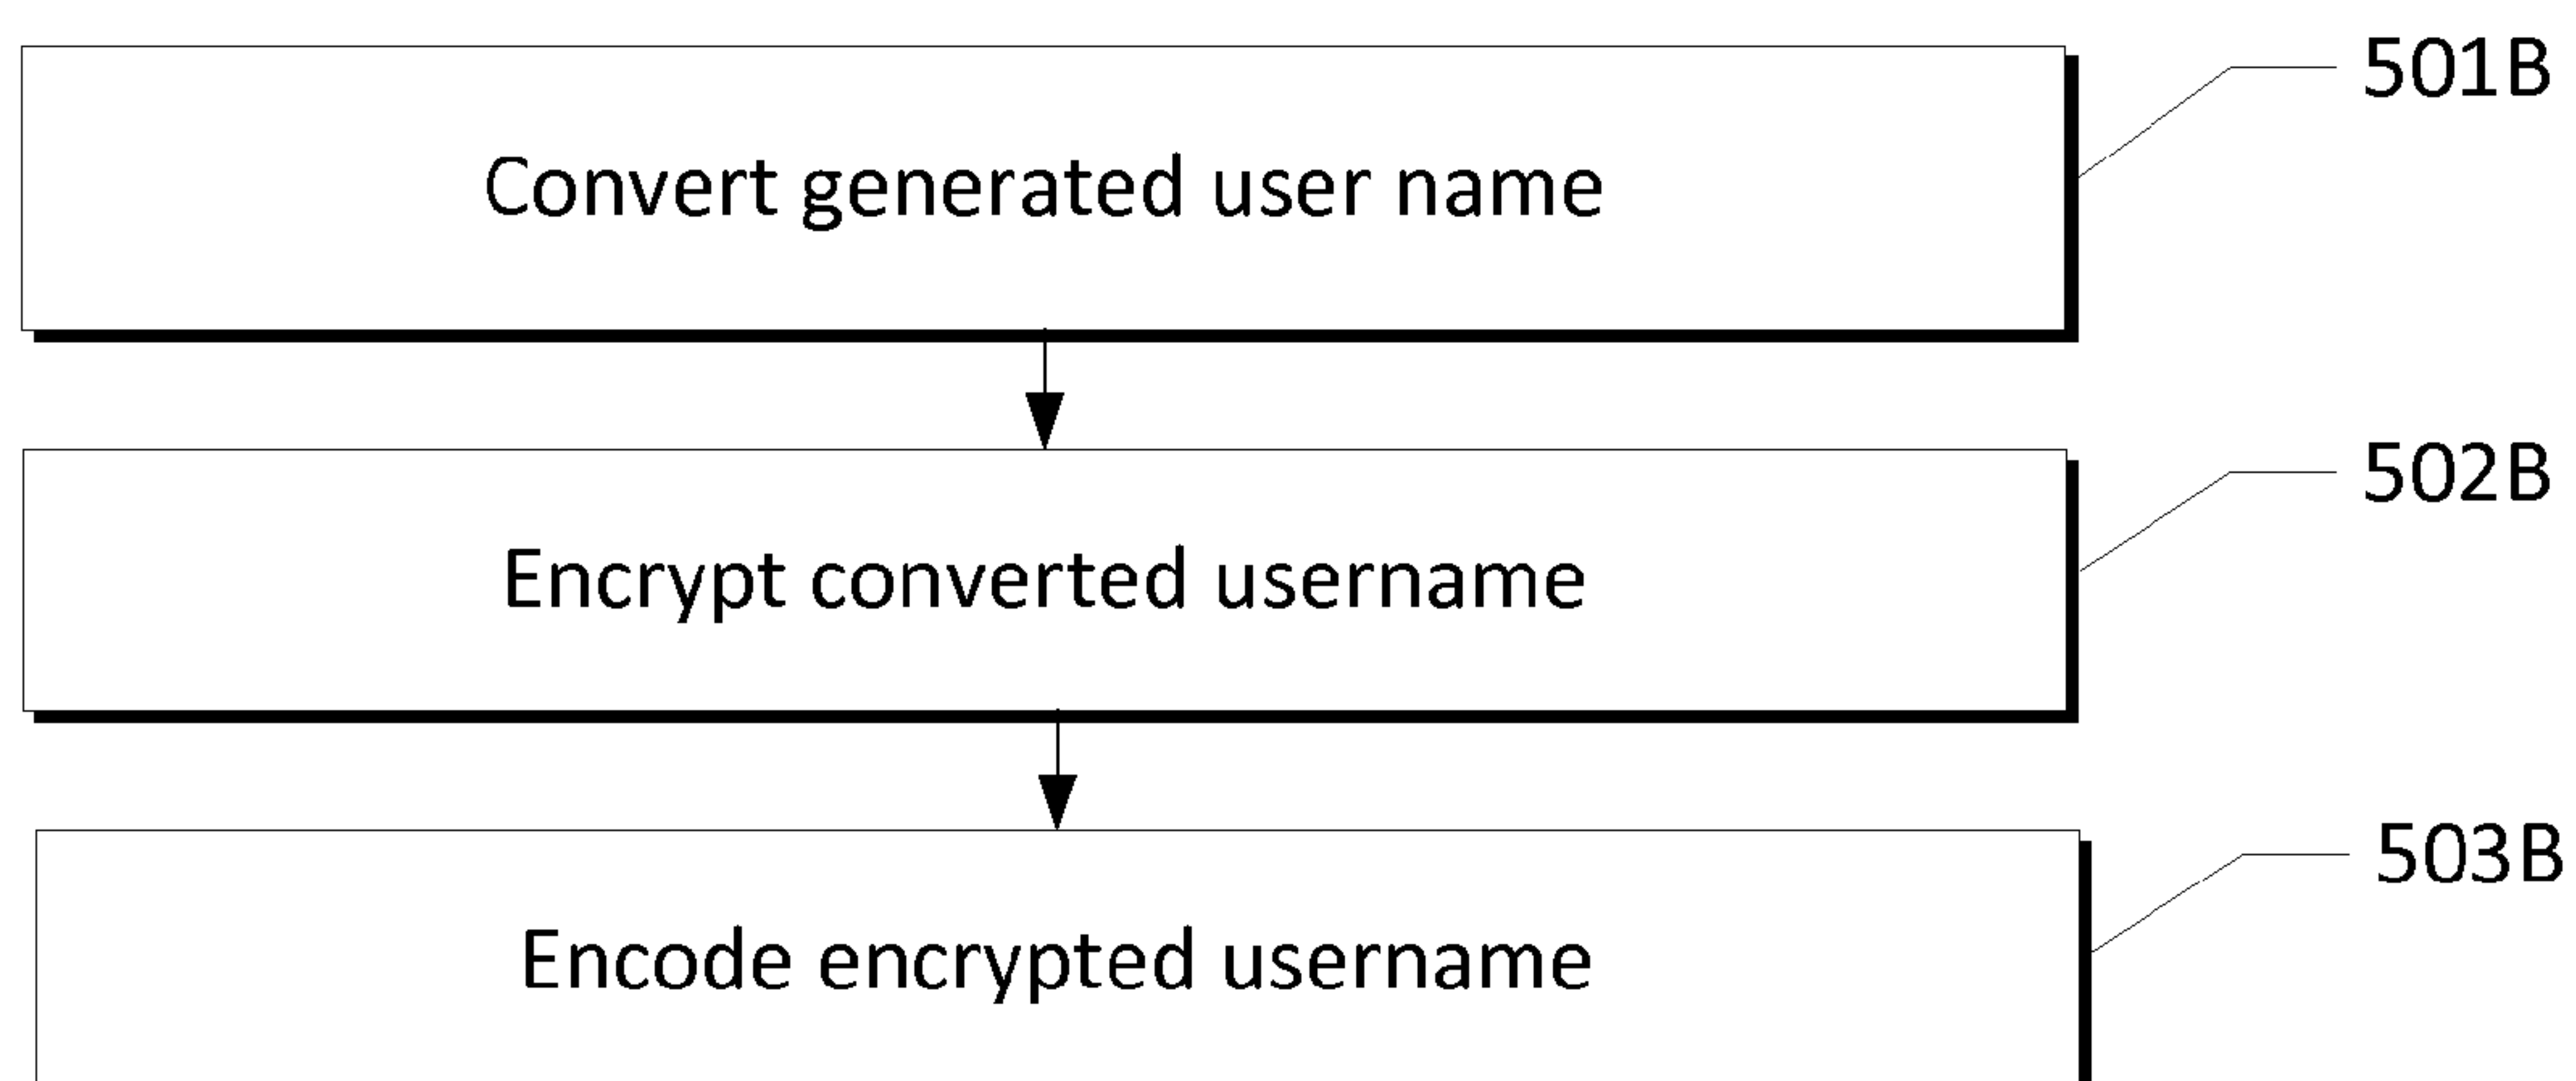 501B
Convert generated user name
502B
Encrypt converted username
503B
Encode encrypted username